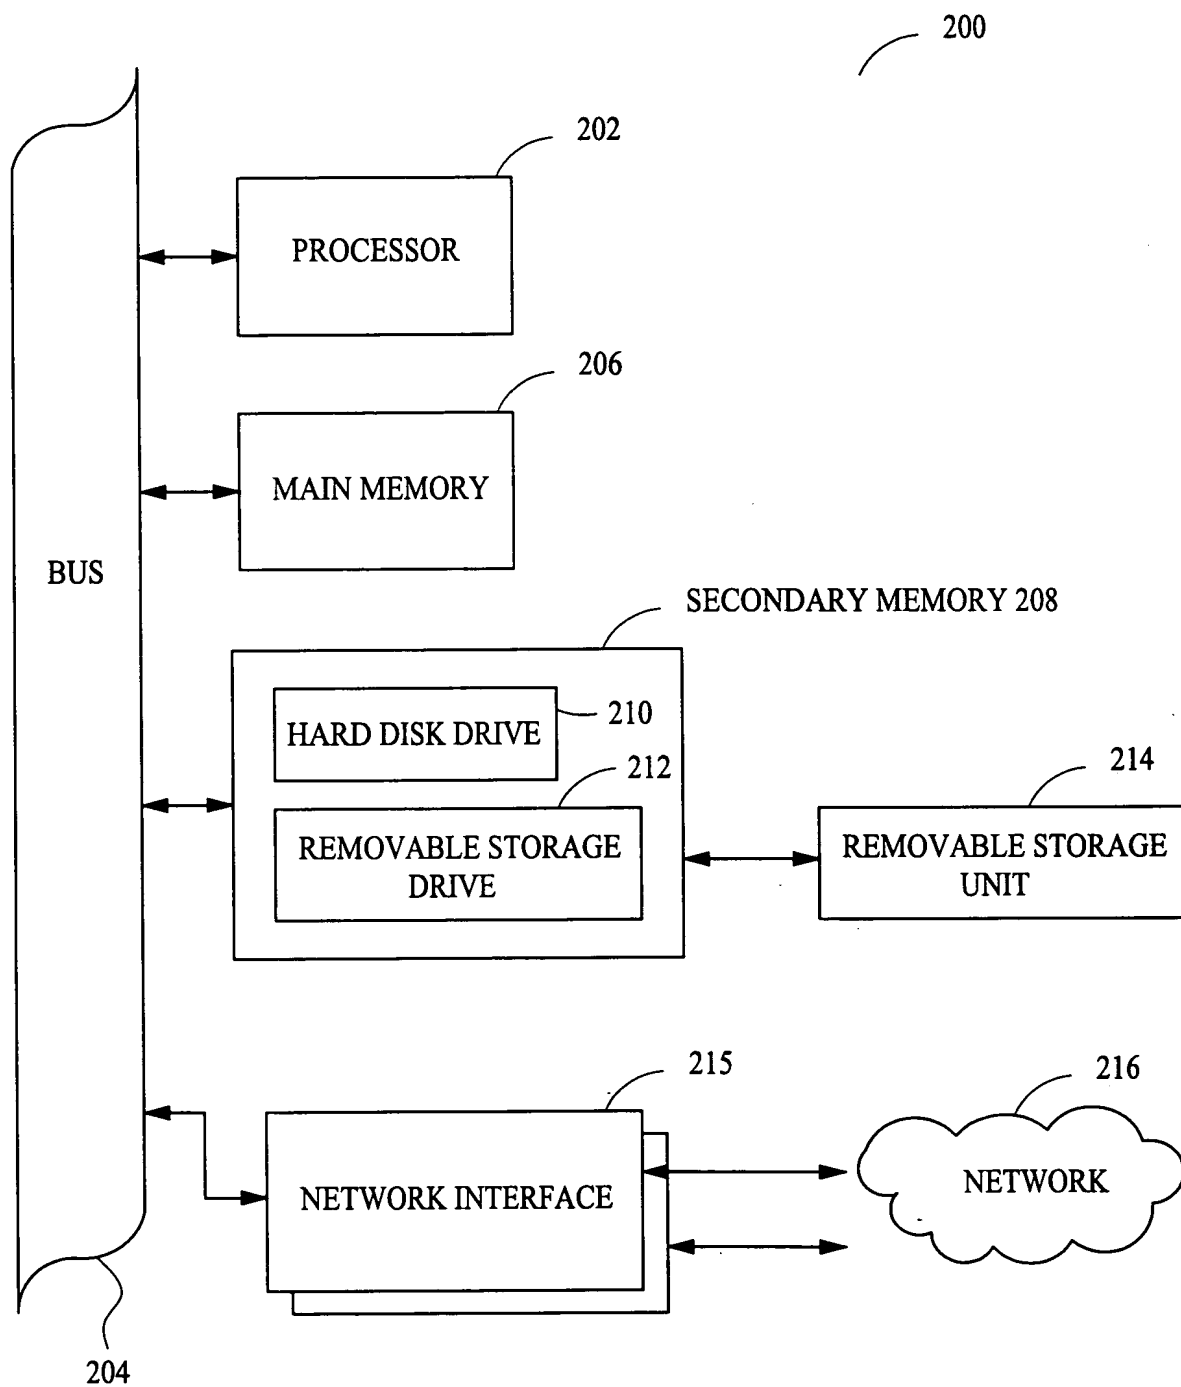 200
202
PROCESSOR
206
MAIN MEMORY
BUS
SECONDARY MEMORY 208
210
HARD DISK DRIVE
212
REMOVABLE STORAGE
DRIVE
214
REMOVABLE STORAGE
UNIT
215
NETWORK INTERFACE
216
NETWORK
204